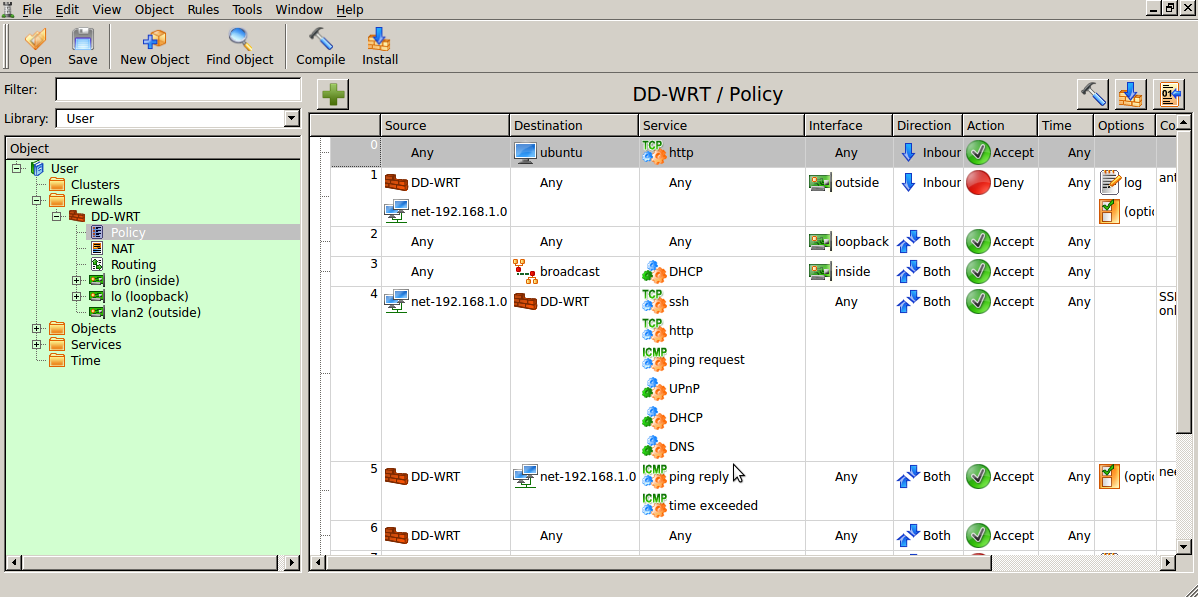 File Edit View Object Rules Tools Window Help
Open Save New Object Find Object Compile Install
Filter:
Library: User
Object
User
Clusters
Firewalls
DD-WRT
Policy
NAT
Routing
br0 (inside)
lo (loopback)
vlan2 (outside)
Objects
Services
Time
DD-WRT / Policy
Source Destination Service Interface Direction Action Time Options Co
0 Any ubuntu TCP http Any Inbour Accept Any
1 DD-WRT Any Any outside Inbour Deny Any log ant
net-192.168.1.0 (optic
2 Any Any Any loopback Both Accept Any
3 Any broadcast DHCP inside Both Accept Any
4 net-192.168.1.0 DD-WRT TCP ssh Any Both Accept Any SSH
onl
TCP http
ICMP ping request
UPnP
DHCP
DNS
5 DD-WRT net-192.168.1.0 ICMP ping reply Any Both Accept Any (optic nee
ICMP time exceeded
6 DD-WRT Any Any Any Both Accept Any